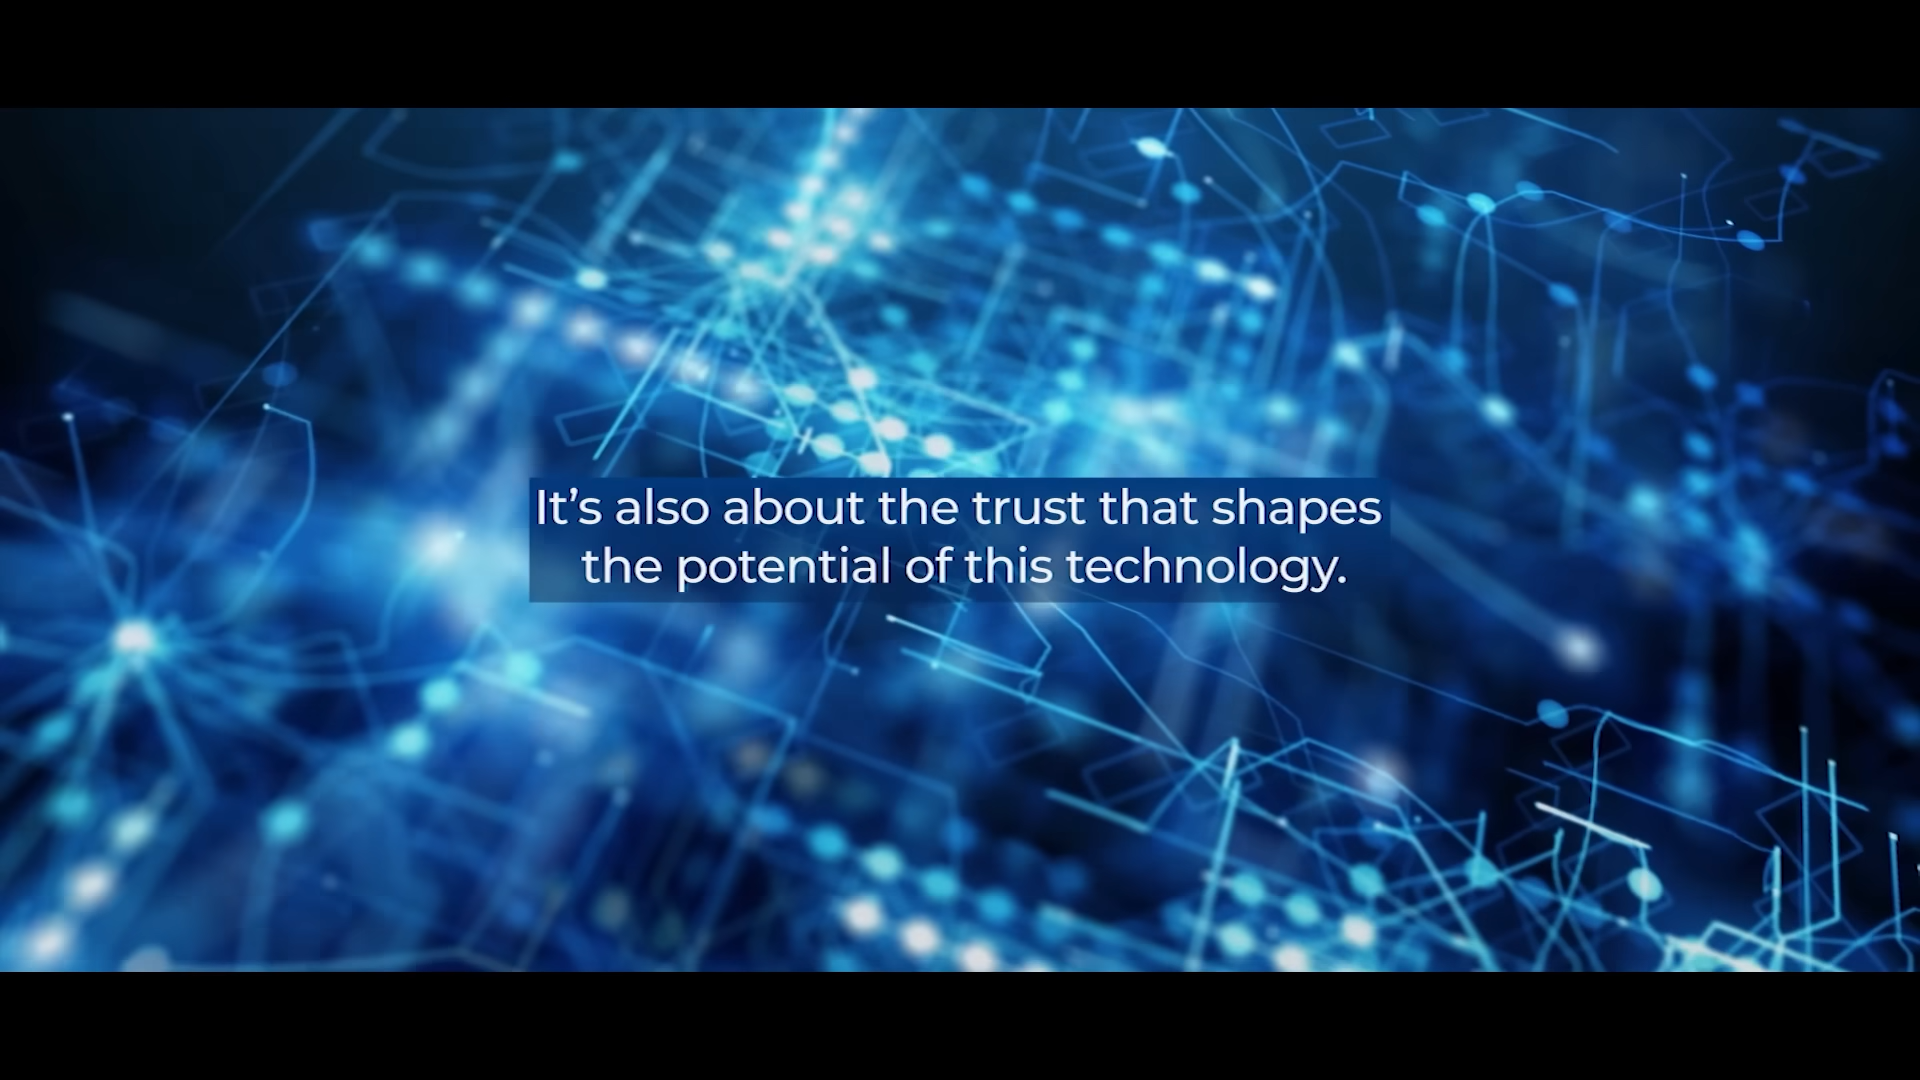 It’s also about the trust that shapes
the potential of this technology.